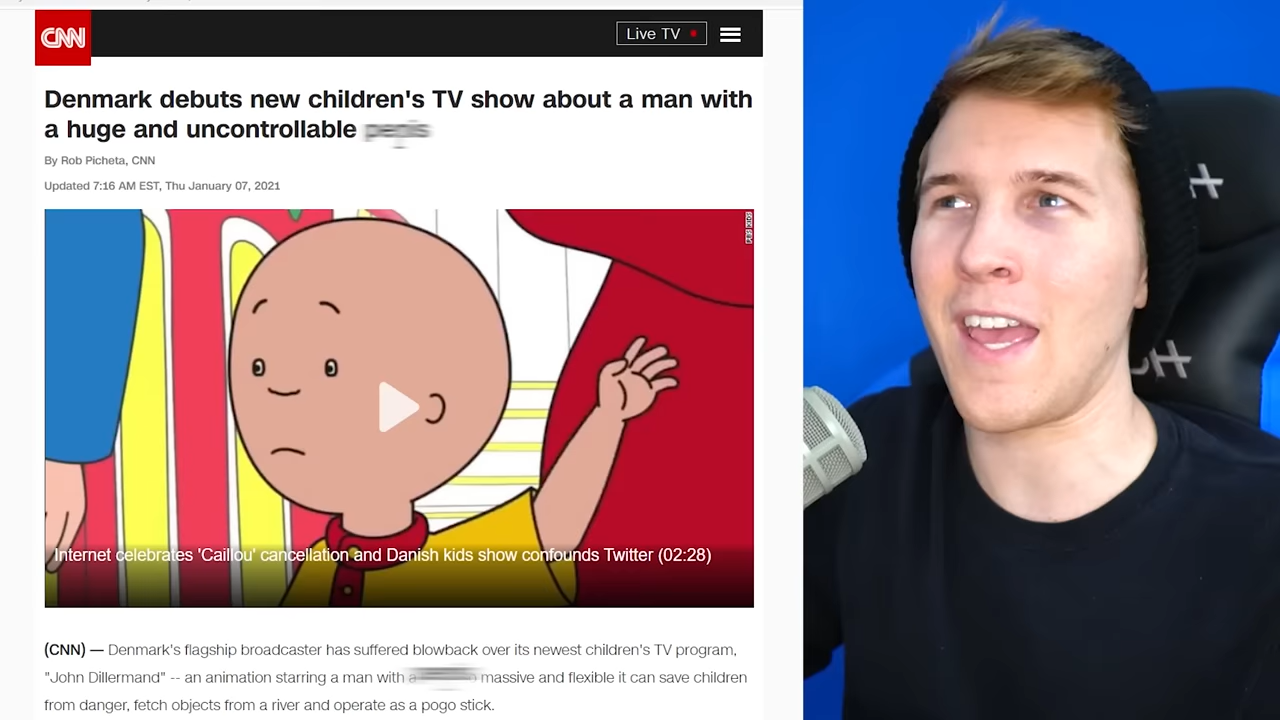 CNN
Live TV
Denmark debuts new children's TV show about a man with
a huge and uncontrollable
By Rob Picheta, CNN
Updated 7:16 AM EST, Thu January 07, 2021
PBS KIDS
Internet celebrates 'Caillou' cancellation and Danish kids show confounds Twitter (02:28)
(CNN) — Denmark's flagship broadcaster has suffered blowback over its newest children's TV program,
"John Dillermand" -- an animation starring a man with a massive and flexible it can save children
from danger, fetch objects from a river and operate as a pogo stick.